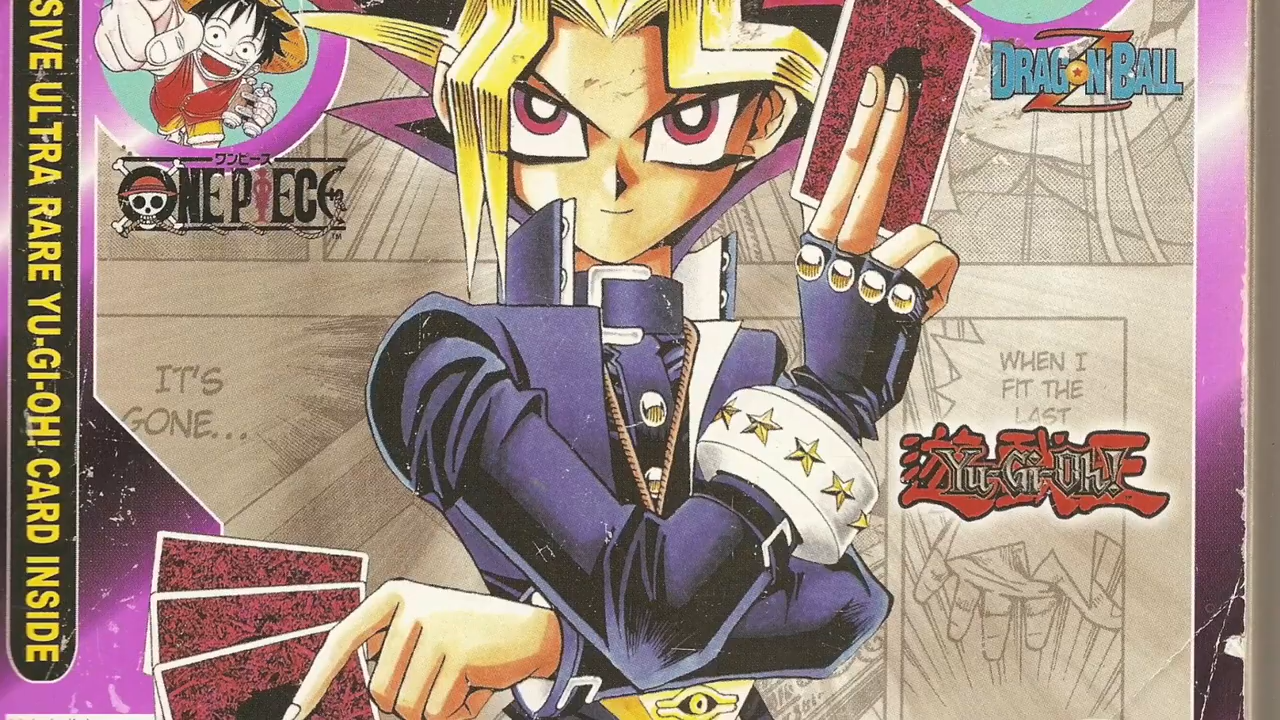 SIVE ULTRA RARE YU-GI-OH! CARD INSIDE
ワンピース
ONE PIECE
TM
DRAGON BALL
Z
IT'S
GONE...
WHEN I
FIT THE
LAST
遊戯王
Yu-Gi-Oh!